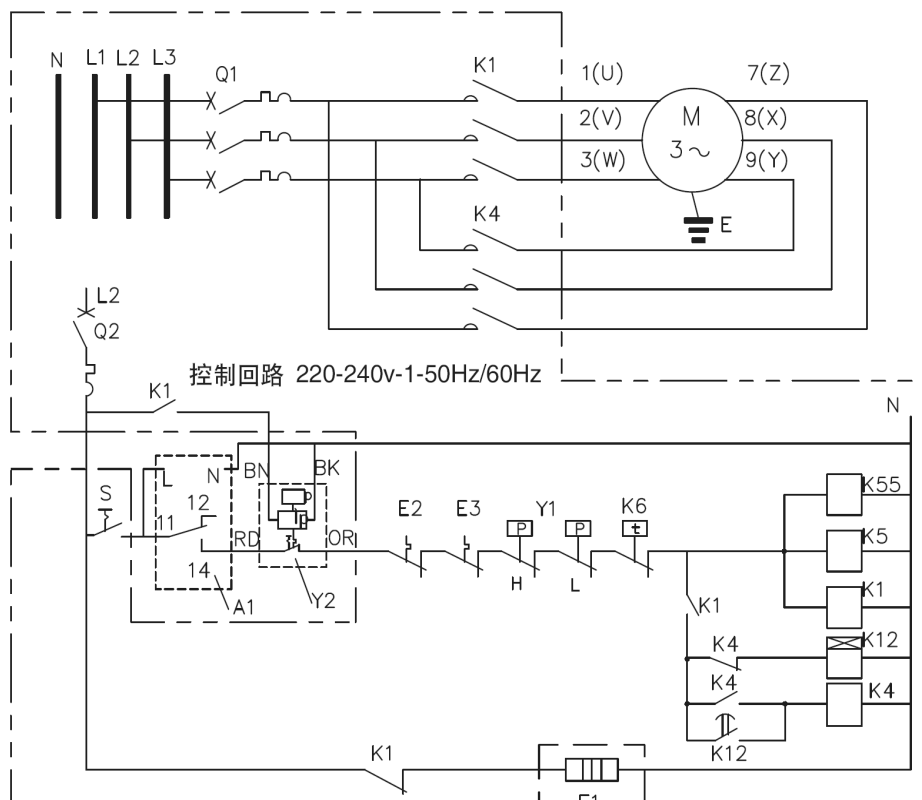 N L1 L2 L3
Q1
K1
1(U)
7(Z)
2(V)
M
8(X)
3(W)
3~
9(Y)
K4
E
L2
Q2
控制回路 220-240v-1-50Hz/60Hz
K1
N
L
N
BN
BK
S
12
E2
E3
Y1
K6
K55
11
RD
OR
P
P
t
K5
14
H
L
A1
Y2
K1
K1
K4
K12
K4
K4
K12
K1